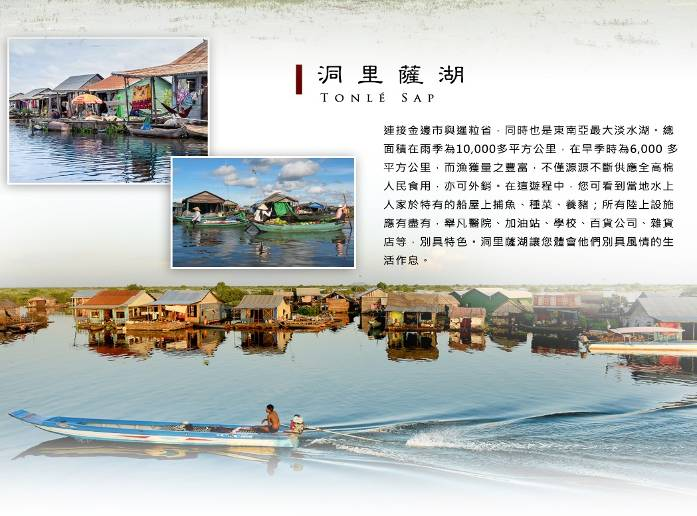 洞里薩湖
TONLÉ SAP
連接金邊市與暹粒省，同時也是東南亞最大淡水湖。總
面積在雨季為10,000多平方公里，在旱季時為6,000 多
平方公里，而漁獲量之豐富，不僅源源不斷供應全高棉
人民食用，亦可外銷。在這遊程中，您可看到當地水上
人家於特有的船屋上捕魚、種菜、養豬；所有陸上設施
應有盡有，舉凡醫院、加油站、學校、百貨公司、雜貨
店等，別具特色。洞里薩湖讓您體會他們別具風情的生
活作息。